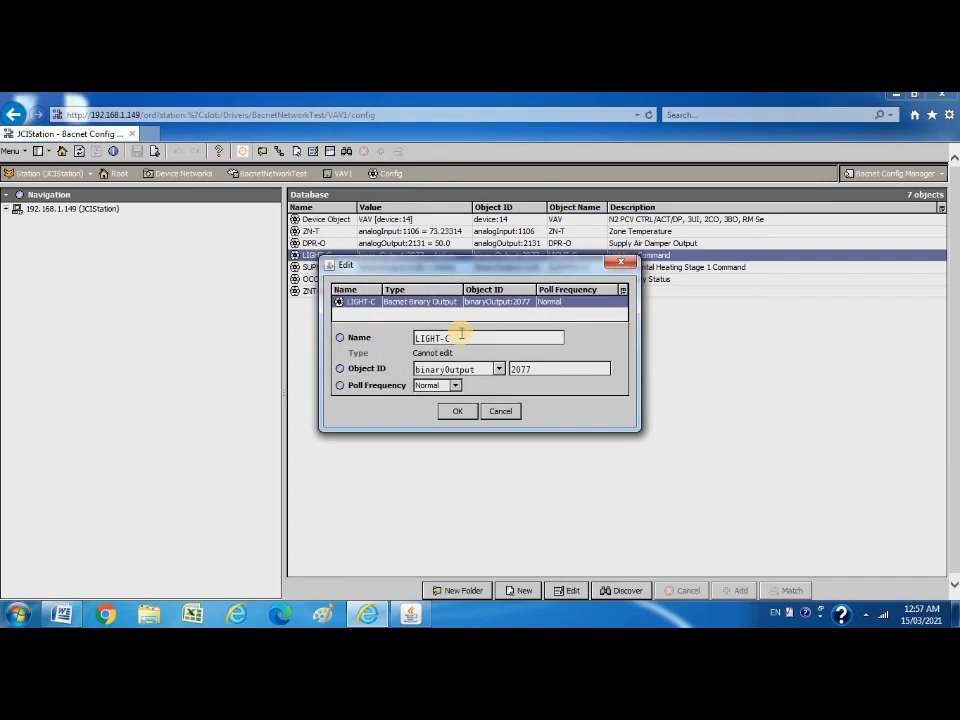 http://192.168.1.149/ord?station:%7Cslot:/Drivers/BacnetNetworkTest/VAV1/config
Search...
JCIStation - Bacnet Config ...
Menu
Station (JCIStation) Root Device Networks BacnetNetworkTest VAV1 Config Bacnet Config Manager
Navigation
192.168.1.149 (JCIStation)
Database 7 objects
Name Value Object ID Object Name Description
Device Object VAV [device:14] device:14 VAV N2 PCV CTRL/ACT/DP, 3UI, 2CO, 3BO, RM Se
ZN-T analogInput:1106 = 73.23314 analogInput:1106 ZN-T Zone Temperature
DPR-O analogOutput:2131 = 50.0 analogOutput:2131 DPR-O Supply Air Damper Output
Command
Heating Stage 1 Command
Status
Edit
Name Type Object ID Poll Frequency
LIGHT-C Bacnet Binary Output binaryOutput:2077 Normal
Name LIGHT-C
Type Cannot edit
Object ID binaryOutput 2077
Poll Frequency Normal
OK Cancel
New Folder New Edit Discover Cancel Add Match
EN 12:57 AM
15/03/2021